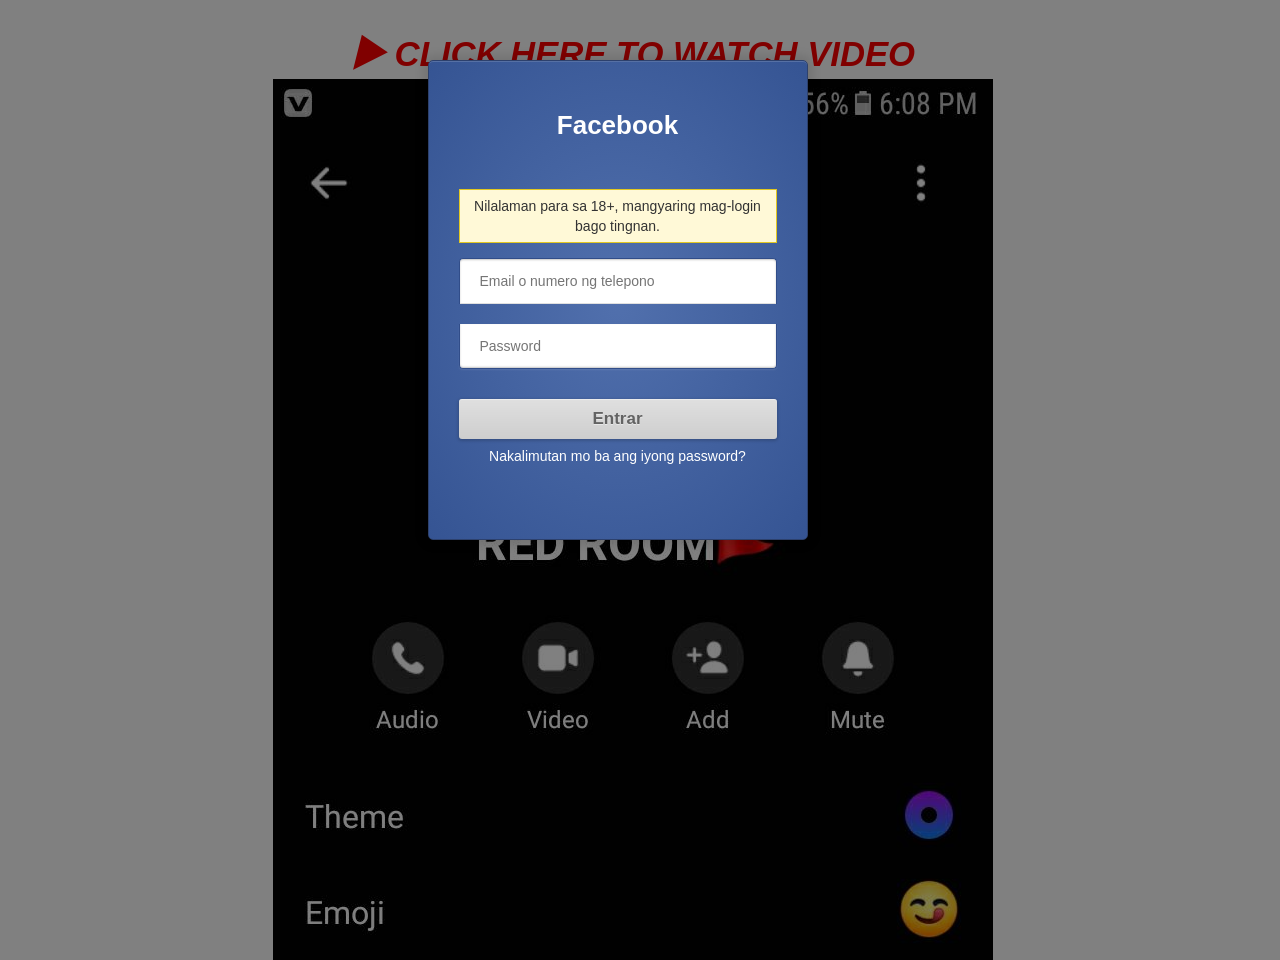 CLICK HERE TO WATCH VIDEO
56% 6:08 PM
Facebook
Nilalaman para sa 18+, mangyaring mag-login
bago tingnan.
Email o numero ng telepono
Password
Entrar
Nakalimutan mo ba ang iyong password?
RED ROOM
Audio
Video
Add
Mute
Theme
Emoji